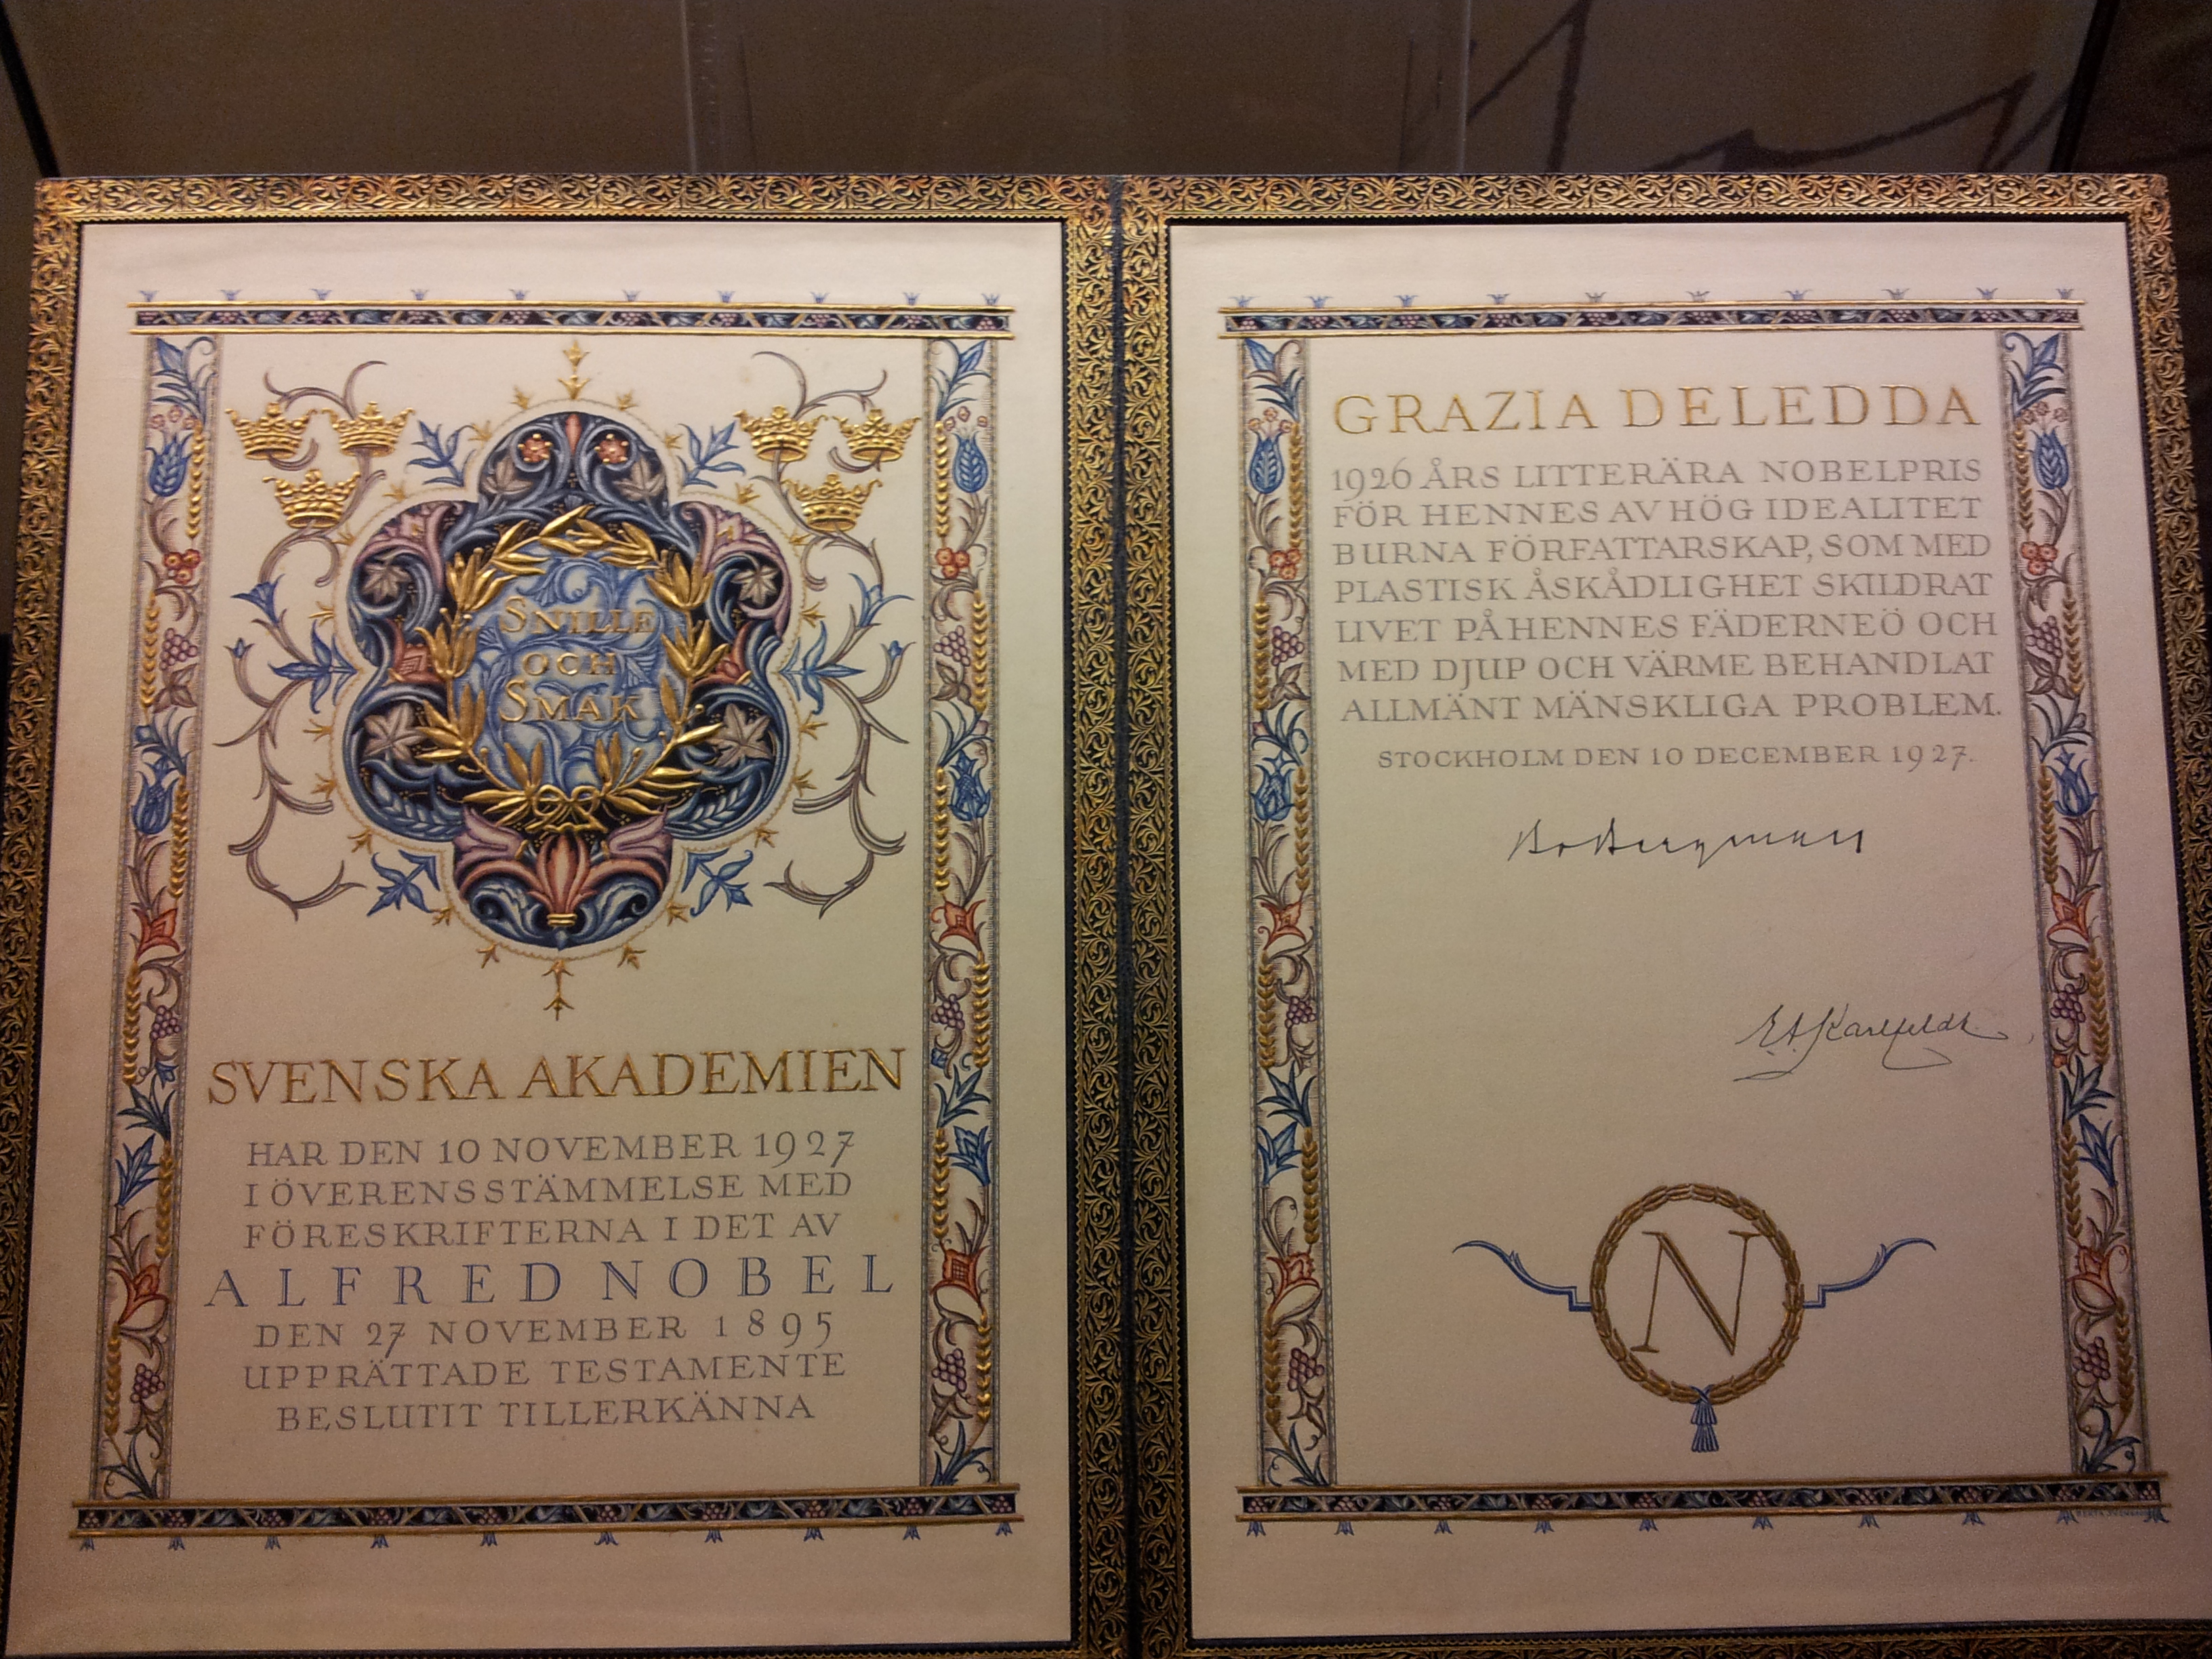 SNILLE
OCH
SMAK
SVENSKA AKADEMIEN
HAR DEN 10 NOVEMBER 1927
I ÖVERENSSTÄMMELSE MED
FÖRESKRIFTERNA I DET AV
ALFRED NOBEL
DEN 27 NOVEMBER 1895
UPPRÄTTADE TESTAMENTE
BESLUTIT TILLERKÄNNA
GRAZIA DELEDDA
1926 ÅRS LITTERÄRA NOBELPRIS
FÖR HENNES AV HÖG IDEALITET
BURNA FÖRFATTARSKAP, SOM MED
PLASTISK ÅSKÅDLIGHET SKILDRAT
LIVET PÅ HENNES FÄDERNEÖ OCH
MED DJUP OCH VÄRME BEHANDLAT
ALLMÄNT MÄNSKLIGA PROBLEM.
STOCKHOLM DEN 10 DECEMBER 1927.
Bo Bergman
E. A. Karlfeldt
N